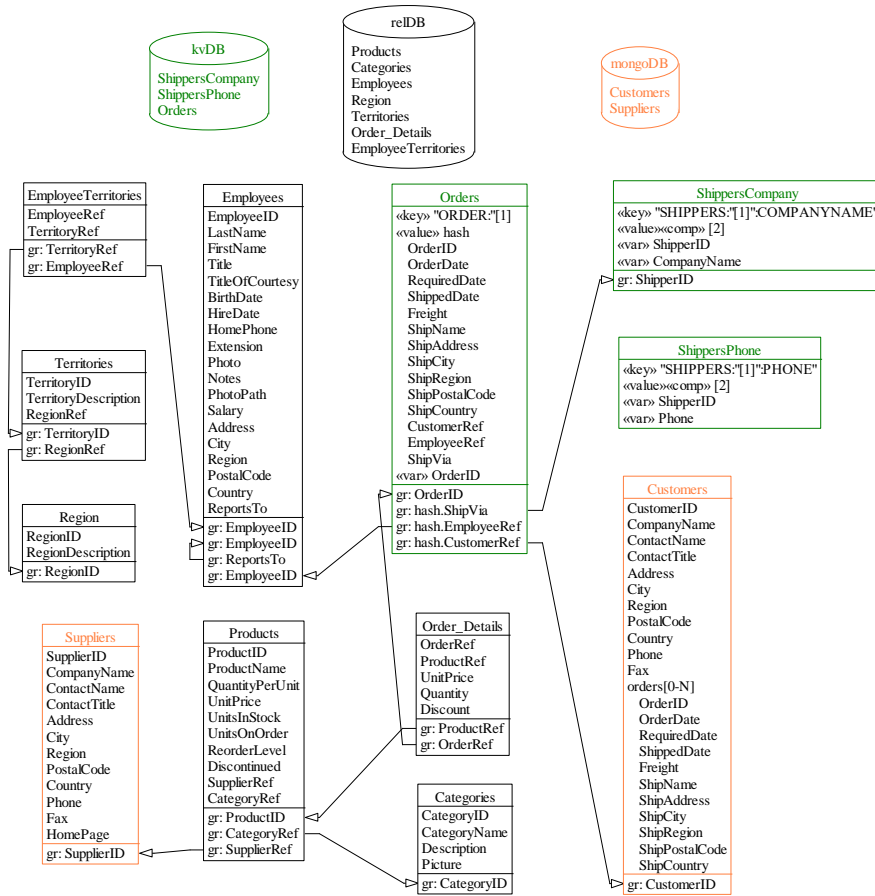 kvDB
ShippersCompany
ShippersPhone
Orders
relDB
Products
Categories
Employees
Region
Territories
Order_Details
EmployeeTerritories
mongoDB
Customers
Suppliers
EmployeeTerritories
EmployeeRef
TerritoryRef
gr: TerritoryRef
gr: EmployeeRef
Employees
EmployeeID
LastName
FirstName
Title
TitleOfCourtesy
BirthDate
HireDate
HomePhone
Extension
Photo
Notes
PhotoPath
Salary
Address
City
Region
PostalCode
Country
ReportsTo
gr: EmployeeID
gr: EmployeeID
gr: ReportsTo
gr: EmployeeID
Orders
«key» "ORDER:"[1]
«value» hash
OrderID
OrderDate
RequiredDate
ShippedDate
Freight
ShipName
ShipAddress
ShipCity
ShipRegion
ShipPostalCode
ShipCountry
CustomerRef
EmployeeRef
ShipVia
«var» OrderID
gr: OrderID
gr: hash.ShipVia
gr: hash.EmployeeRef
gr: hash.CustomerRef
ShippersCompany
«key» "SHIPPERS:"[1]":COMPANYNAME"
«value»«comp» [2]
«var» ShipperID
«var» CompanyName
gr: ShipperID
ShippersPhone
«key» "SHIPPERS:"[1]":PHONE"
«value»«comp» [2]
«var» ShipperID
«var» Phone
Territories
TerritoryID
TerritoryDescription
RegionRef
gr: TerritoryID
gr: RegionRef
Region
RegionID
RegionDescription
gr: RegionID
Customers
CustomerID
CompanyName
ContactName
ContactTitle
Address
City
Region
PostalCode
Country
Phone
Fax
orders[0-N]
OrderID
OrderDate
RequiredDate
ShippedDate
Freight
ShipName
ShipAddress
ShipCity
ShipRegion
ShipPostalCode
ShipCountry
gr: CustomerID
Suppliers
SupplierID
CompanyName
ContactName
ContactTitle
Address
City
Region
PostalCode
Country
Phone
Fax
HomePage
gr: SupplierID
Products
ProductID
ProductName
QuantityPerUnit
UnitPrice
UnitsInStock
UnitsOnOrder
ReorderLevel
Discontinued
SupplierRef
CategoryRef
gr: ProductID
gr: CategoryRef
gr: SupplierRef
Order_Details
OrderRef
ProductRef
UnitPrice
Quantity
Discount
gr: ProductRef
gr: OrderRef
Categories
CategoryID
CategoryName
Description
Picture
gr: CategoryID